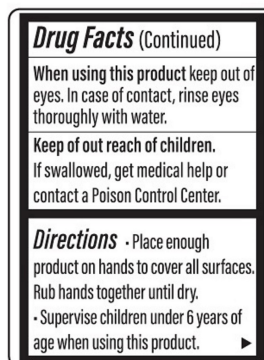 Drug Facts (Continued)
When using this product keep out of
eyes. In case of contact, rinse eyes
thoroughly with water.
Keep of out reach of children.
If swallowed, get medical help or
contact a Poison Control Center.
Directions · Place enough
product on hands to cover all surfaces.
Rub hands together until dry.
· Supervise children under 6 years of
age when using this product. ▶